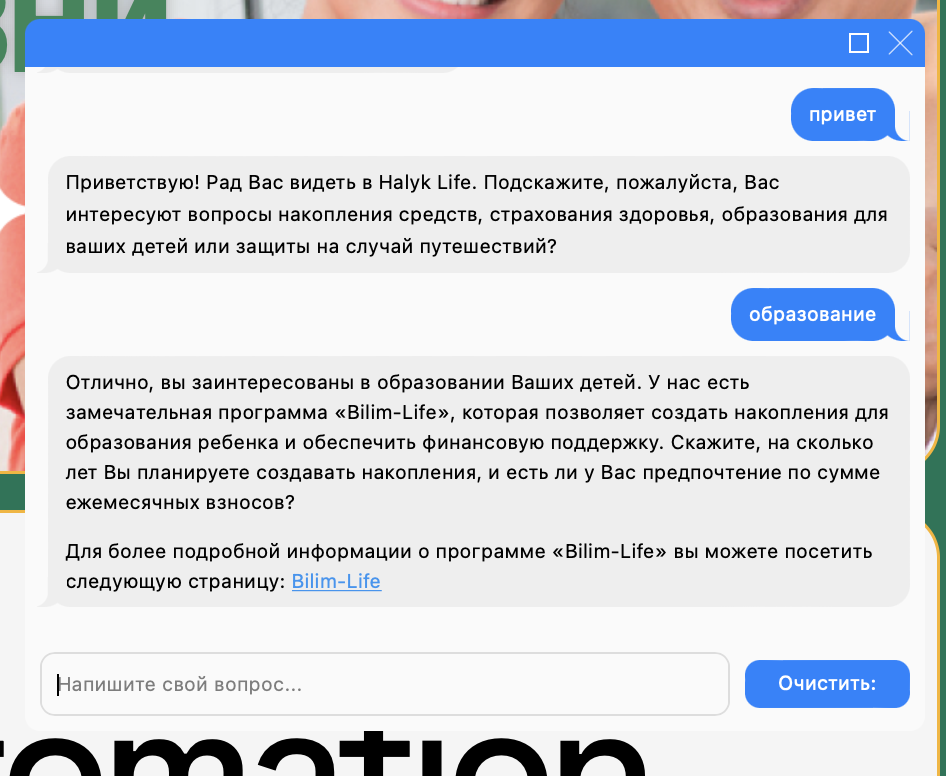 ЗНИ
привет
Приветствую! Рад Вас видеть в Halyk Life. Подскажите, пожалуйста, Вас
интересуют вопросы накопления средств, страхования здоровья, образования для
ваших детей или защиты на случай путешествий?
образование
Отлично, вы заинтересованы в образовании Ваших детей. У нас есть
замечательная программа «Bilim-Life», которая позволяет создать накопления для
образования ребенка и обеспечить финансовую поддержку. Скажите, на сколько
лет Вы планируете создавать накопления, и есть ли у Вас предпочтение по сумме
ежемесячных взносов?
Для более подробной информации о программе «Bilim-Life» вы можете посетить
следующую страницу: Bilim-Life
Напишите свой вопрос...
Очистить:
tomation